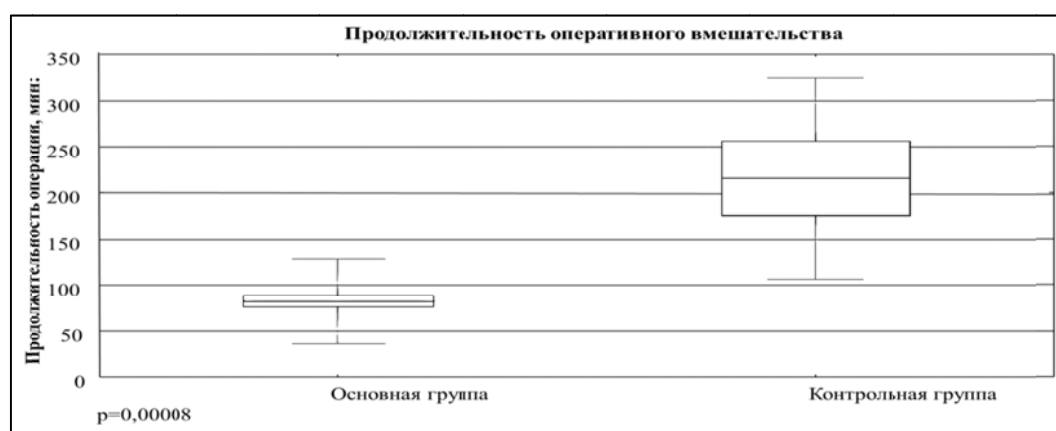 Продолжительность оперативного вмешательства
Продолжительность операции, мин:
350
300
250
200
150
100
50
0
Основная группа
Контрольная группа
p=0,00008